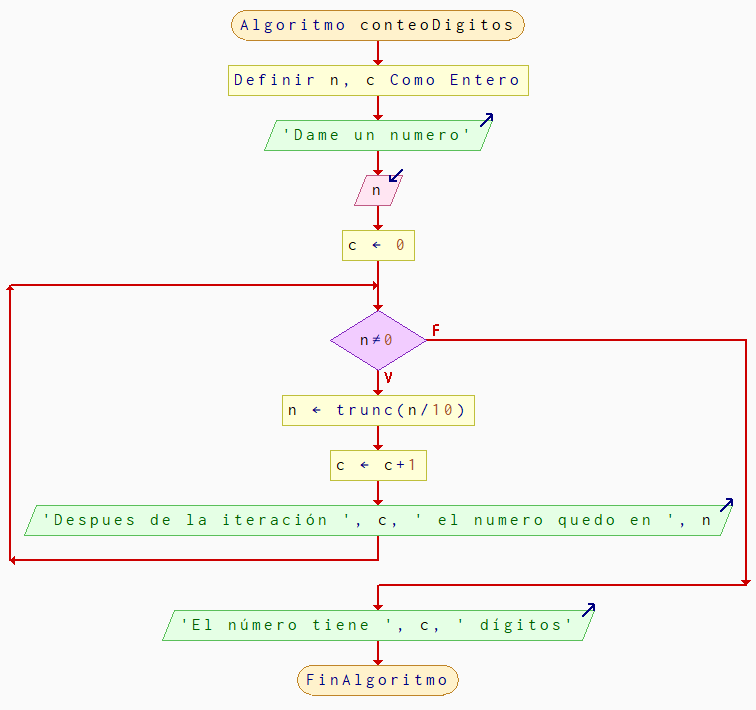 Algoritmo conteoDigitos
Definir n, c Como Entero
'Dame un numero'
n
c ← 0
n≠0
F
V
n ← trunc(n/10)
c ← c+1
'Despues de la iteración ', c, ' el numero quedo en ', n
'El número tiene ', c, ' dígitos'
FinAlgoritmo